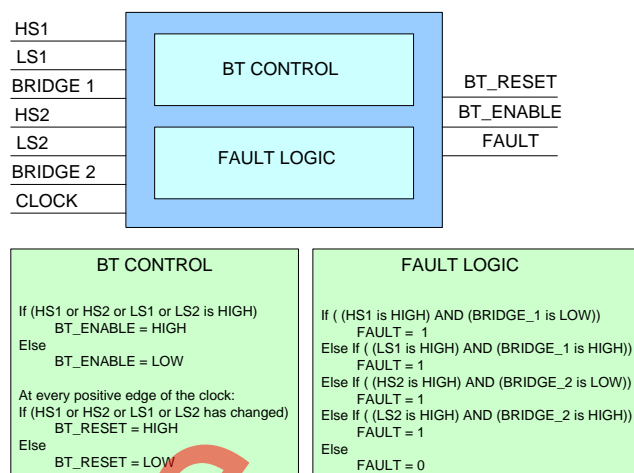 HS1
LS1
BRIDGE 1
HS2
LS2
BRIDGE 2
CLOCK
BT CONTROL
FAULT LOGIC
BT_RESET
BT_ENABLE
FAULT
BT CONTROL
If (HS1 or HS2 or LS1 or LS2 is HIGH)
BT_ENABLE = HIGH
Else
BT_ENABLE = LOW
At every positive edge of the clock:
If (HS1 or HS2 or LS1 or LS2 has changed)
BT_RESET = HIGH
Else
BT_RESET = LOW
FAULT LOGIC
If ( (HS1 is HIGH) AND (BRIDGE_1 is LOW))
FAULT = 1
Else If ( (LS1 is HIGH) AND (BRIDGE_1 is HIGH))
FAULT = 1
Else If ( (HS2 is HIGH) AND (BRIDGE_2 is LOW))
FAULT = 1
Else If ( (LS2 is HIGH) AND (BRIDGE_2 is HIGH))
FAULT = 1
Else
FAULT = 0